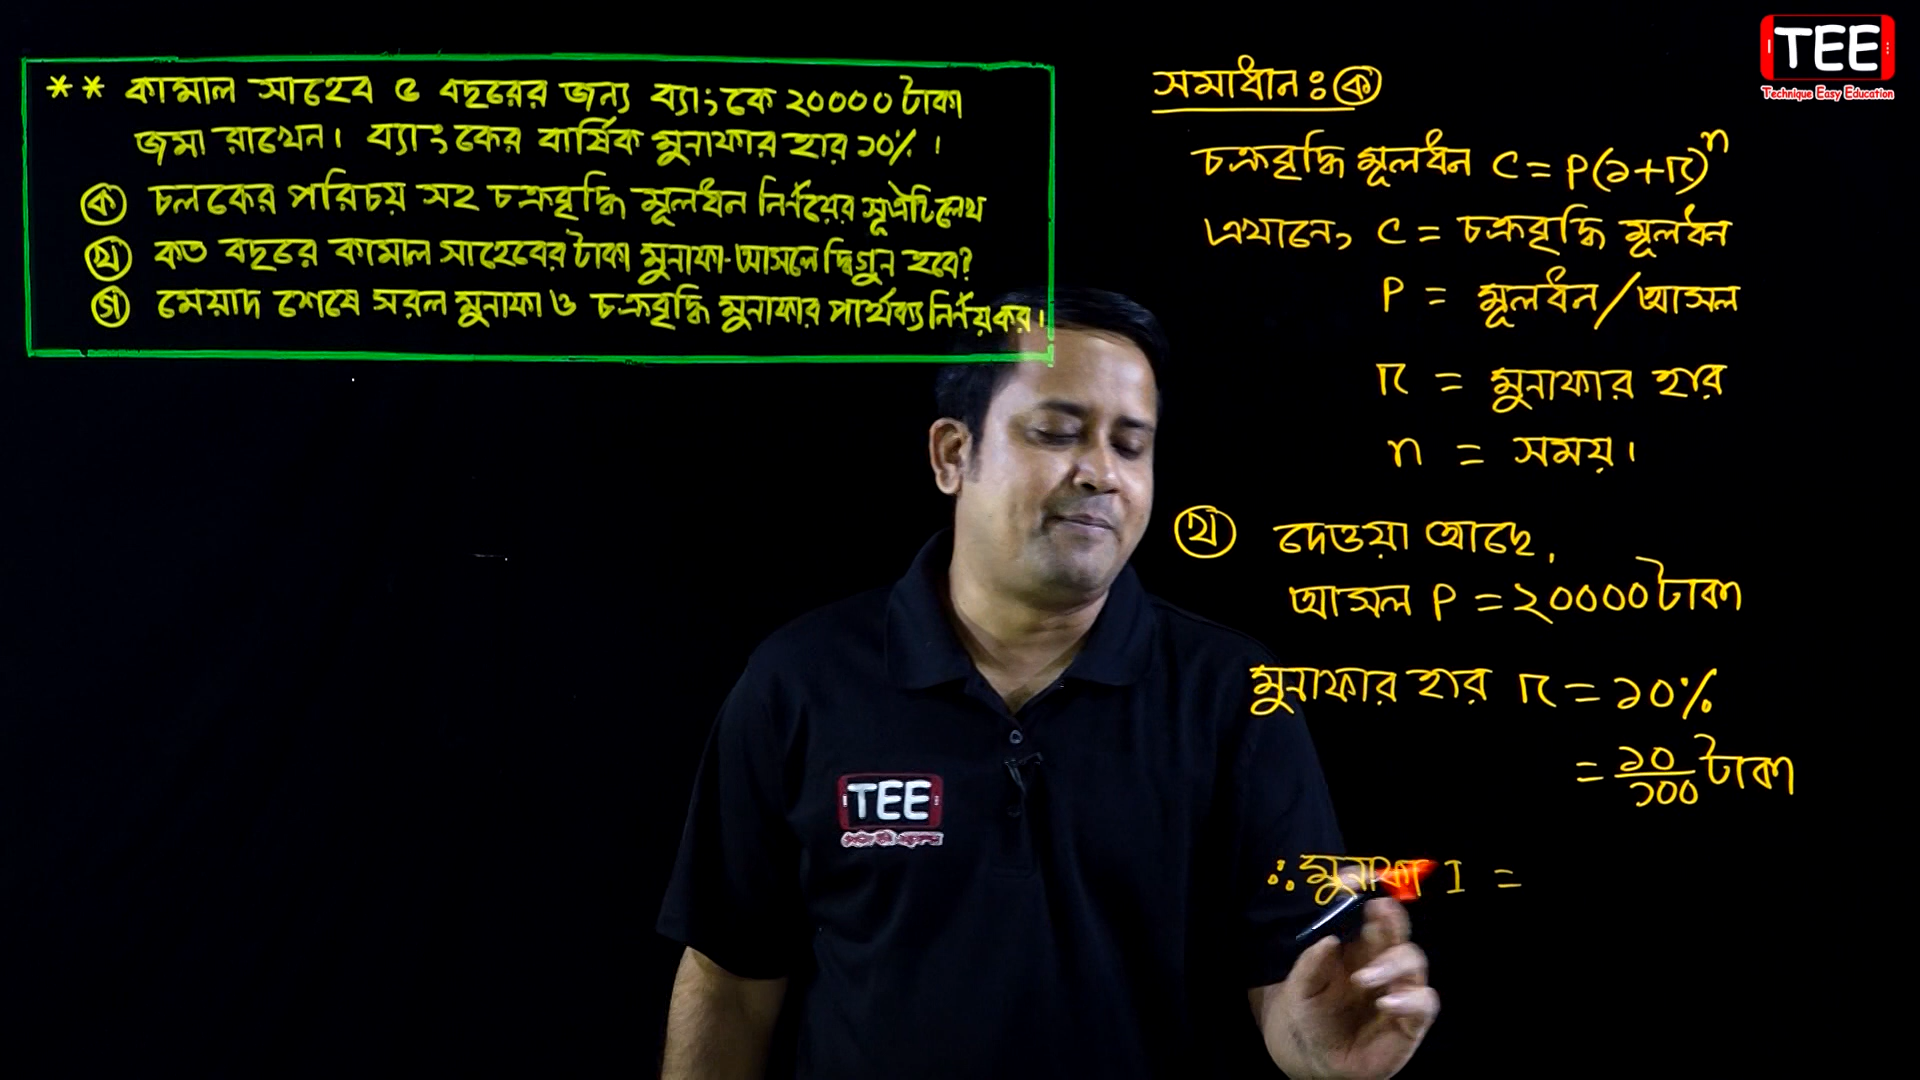 ** কামাল সাহেব ৫ বছরের জন্য ব্যাংকে ২০০০০ টাকা
জমা রাখেন। ব্যাংকের বার্ষিক মুনাফার হার ১০%।
ক চলকের পরিচয় সহ চক্রবৃদ্ধি মূলধন নির্ণয়ের সূত্রটি লেখ
খ কত বছরে কামাল সাহেবের টাকা মুনাফা-আসলে দ্বিগুন হবে?
গ মেয়াদ শেষে সরল মুনাফা ও চক্রবৃদ্ধি মুনাফার পার্থক্য নির্ণয় কর।
TEE
Technique Easy Education
সমাধান : ক
চক্রবৃদ্ধি মূলধন C = P(১+r)^n
এখানে, C = চক্রবৃদ্ধি মূলধন
P = মূলধন/আসল
r = মুনাফার হার
n = সময়।
খ দেওয়া আছে,
আসল P = ২০০০০ টাকা
মুনাফার হার r = ১০%
= ১০/১০০ টাকা
∴ মুনাফা I =
TEE